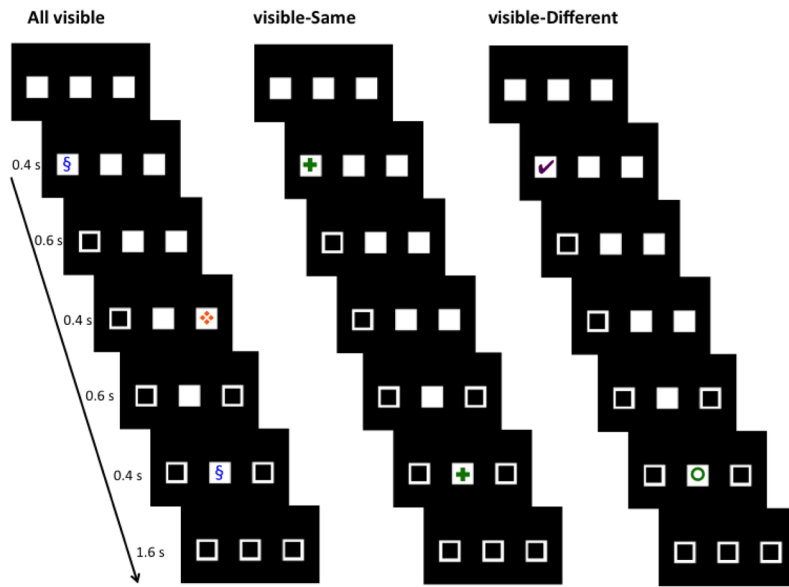 All visible
visible-Same
visible-Different
0.4 s
§
0.6 s
0.4 s
0.6 s
0.4 s
§
1.6 s